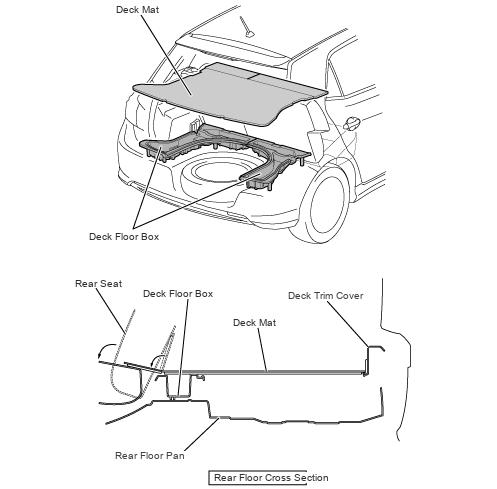 Deck Mat
Deck Floor Box
Rear Seat
Deck Floor Box
Deck Trim Cover
Deck Mat
Rear Floor Pan
Rear Floor Cross Section